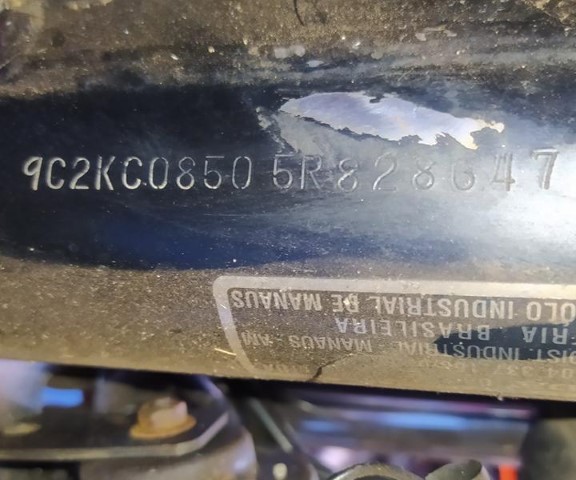 9C2KC0850 5R828647
DIST INDUSTRIAL MANAUS-AM
RIA BRASILEIRA
OLO INDUSTRIAL DE MANAUS